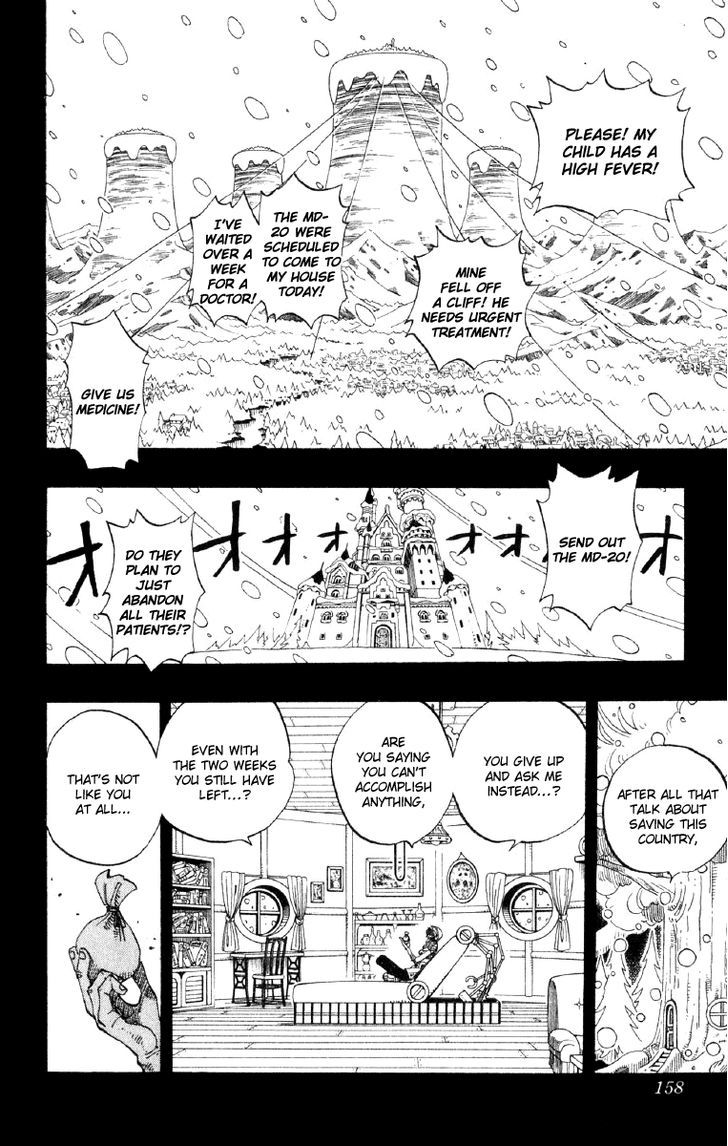 PLEASE! MY
CHILD HAS A
HIGH FEVER!
MINE
FELL OFF
A CLIFF! HE
NEEDS URGENT
TREATMENT!
THE MD-
20 WERE
SCHEDULED
TO COME TO
MY HOUSE
TODAY!
I'VE
WAITED
OVER A
WEEK
FOR A
DOCTOR!
GIVE US
MEDICINE!
SEND OUT
THE MD-20!
オ オ オ オ オ オ
DO THEY
PLAN TO
JUST
ABANDON
ALL THEIR
PATIENTS!?
AFTER ALL THAT
TALK ABOUT
SAVING THIS
COUNTRY,
YOU GIVE UP
AND ASK ME
INSTEAD...?
ARE
YOU SAYING
YOU CAN'T
ACCOMPLISH
ANYTHING,
EVEN WITH
THE TWO WEEKS
YOU STILL HAVE
LEFT...?
THAT'S NOT
LIKE YOU
AT ALL...
158